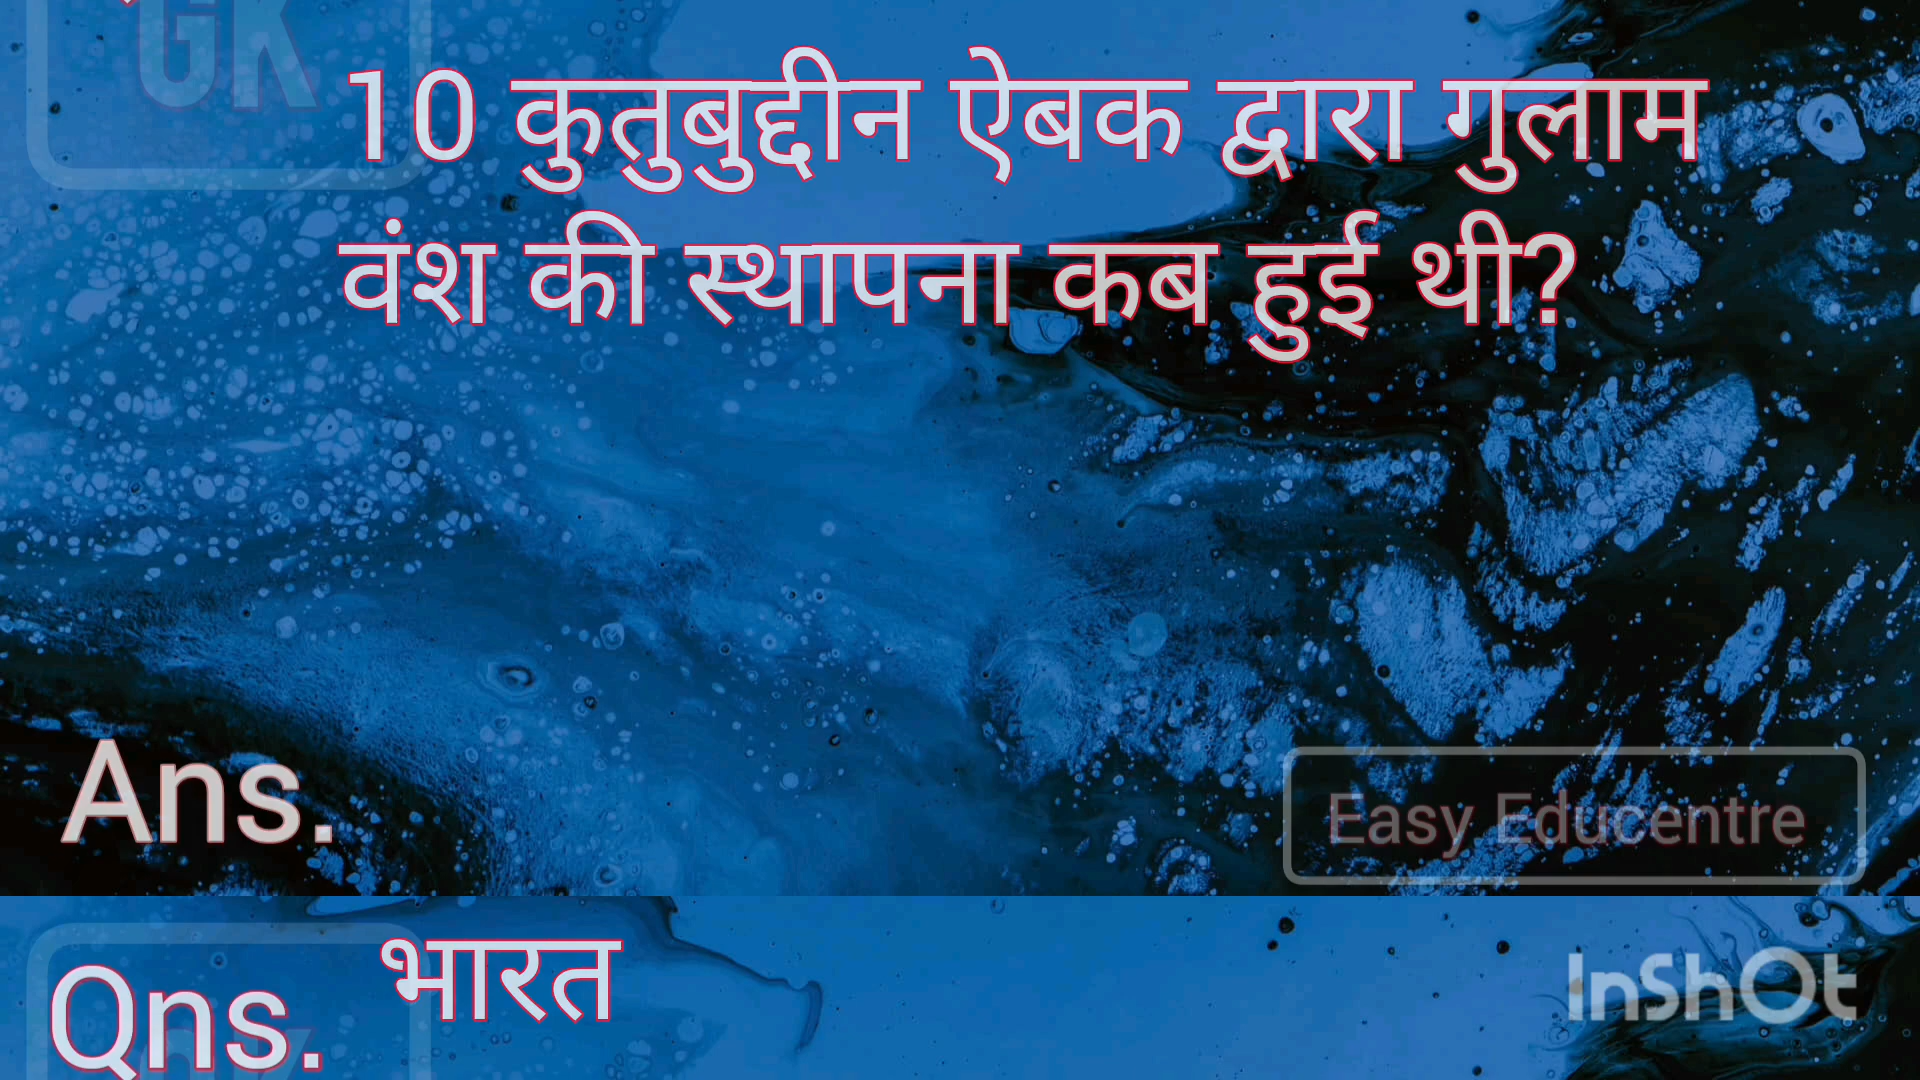 GK
10 कुतुबुद्दीन ऐबक द्वारा गुलाम
वंश की स्थापना कब हुई थी?
Ans.
Easy Educentre
Qns. भारत
InShOt